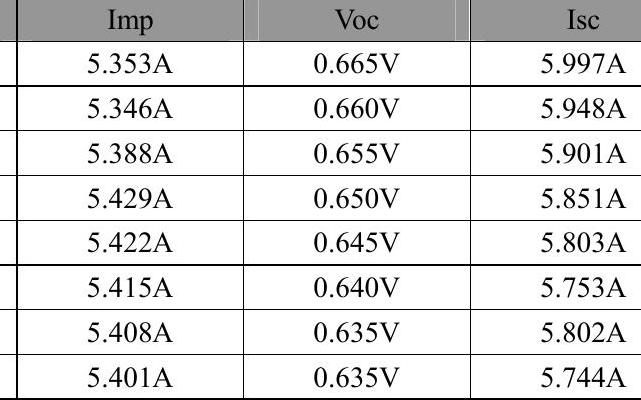 Imp Voc Isc
5.353A 0.665V 5.997A
5.346A 0.660V 5.948A
5.388A 0.655V 5.901A
5.429A 0.650V 5.851A
5.422A 0.645V 5.803A
5.415A 0.640V 5.753A
5.408A 0.635V 5.802A
5.401A 0.635V 5.744A